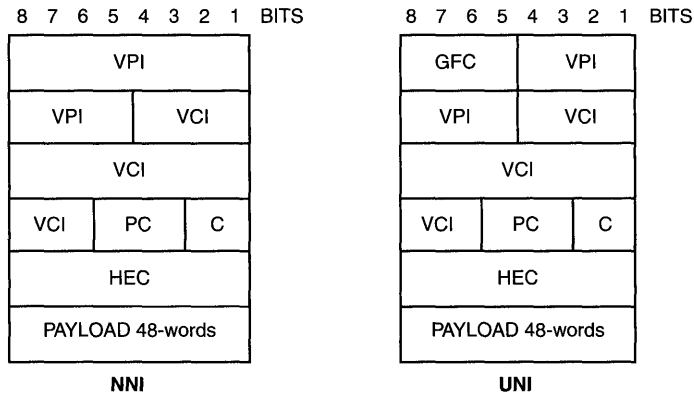 8 7 6 5 4 3 2 1 BITS
VPI
VPI VCI
VCI
VCI PC C
HEC
PAYLOAD 48-words
NNI
8 7 6 5 4 3 2 1 BITS
GFC VPI
VPI VCI
VCI
VCI PC C
HEC
PAYLOAD 48-words
UNI